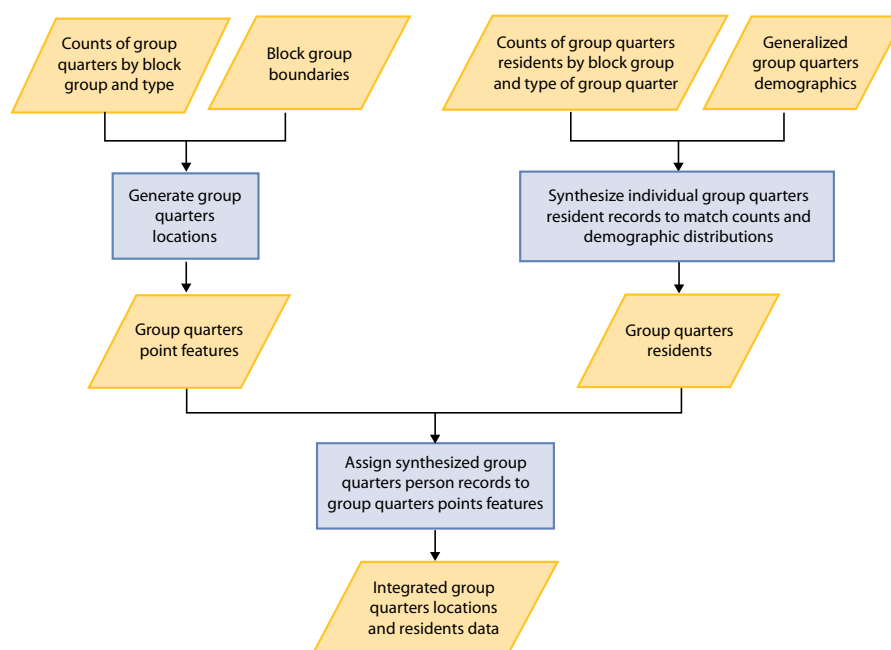 Counts of group
quarters by block
group and type
Block group
boundaries
Counts of group quarters
residents by block group
and type of group quarter
Generalized
group quarters
demographics
Generate group
quarters
locations
Synthesize individual group quarters
resident records to match counts and
demographic distributions
Group quarters
point features
Group quarters
residents
Assign synthesized group
quarters person records to
group quarters points features
Integrated group
quarters locations
and residents data